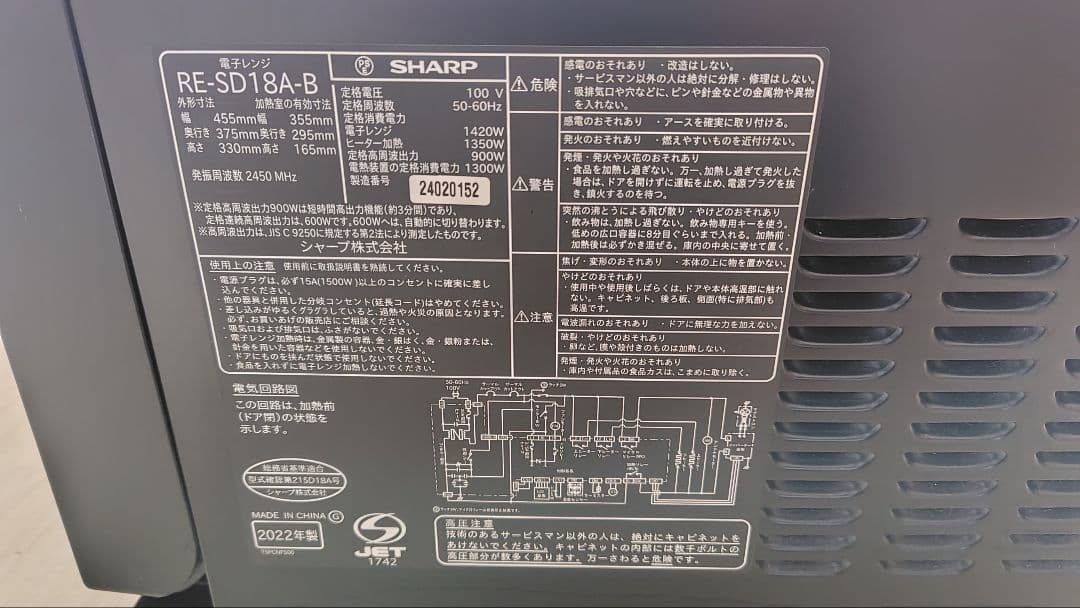 電子レンジ
RE-SD18A-B
外形寸法 加熱室の有効寸法
幅 455mm 幅 355mm
奥行き 375mm 奥行き 295mm
高さ 330mm 高さ 165mm
発振周波数 2450 MHz
PSE SHARP
定格電圧 100 V
定格周波数 50-60Hz
定格消費電力
電子レンジ 1420W
ヒーター加熱 1350W
定格高周波出力 900W
電熱装置の定格消費電力 1300W
製造番号 24020152
※定格高周波出力900Wは短時間高出力機能(約3分間)であり、
定格連続高周波出力は、600Wです。600Wへは、自動的に切り替わります。
※高周波出力は、JIS C 9250に規定する第2法により測定したものです。
シャープ株式会社
使用上の注意 使用前に取扱説明書を熟読してください。
・電源プラグは、必ず15A(1500W)以上のコンセントに確実に差し
込んでください。
・他の器具と併用した分岐コンセント(延長コード)はやめてください。
・差し込みがゆるくグラグラしていると、過熱や火災の原因となります。
必ず、お買いあげの販売店にご相談ください。
・吸気口および排気口は、ふさがないでください。
・電子レンジ加熱時は、金属製の容器、金・銀はく、金・銀粉または、
針金を用いた容器などを使用しないでください。
・ドアにものを挟んだ状態で使用しないでください。
・食品を入れずに電子レンジ加熱しないでください。
危険
感電のおそれあり ・改造はしない。
・サービスマン以外の人は絶対に分解・修理はしない。
・吸排気口や穴などに、ピンや針金などの金属物や異物
を入れない。
警告
感電のおそれあり ・アースを確実に取り付ける。
発火のおそれあり ・燃えやすいものを近付けない。
発煙・発火や火花のおそれあり
・食品を加熱し過ぎない。万一、加熱し過ぎて発火した
場合は、ドアを開けずに運転を止め、電源プラグを抜
き、鎮火するのを待つ。
突然の沸とうによる飛び散り・やけどのおそれあり
・飲み物は、加熱し過ぎない。飲み物専用キーを使う。
低めの広口容器に8分目ぐらいまで入れる。加熱前・
加熱後は必ずかき混ぜる。庫内の中央に寄せて置く。
注意
焦げ・変形のおそれあり ・本体の上に物を置かない。
やけどのおそれあり
・使用中や使用後しばらくは、ドアや本体高温部に触れ
ない。キャビネット、後ろ板、側面(特に排気部)も
高温です。
電波漏れのおそれあり ・ドアに無理な力を加えない。
破裂・やけどのおそれあり
・卵など、膜や殻付きのものは加熱しない。
発煙・発火や火花のおそれあり
・庫内や付属品の食品カスは、こまめに取り除く。
電気回路図
この回路は、加熱前
(ドア閉)の状態を
示します。
50-60Hz
100V
総務省基準適合
型式確認第21SD18A号
シャープ株式会社
MADE IN CHINA G
2022年製
TSPCNF500
S
JET
1742
高圧注意
技術のあるサービスマン以外の人は、絶対にキャビネットを
あけないでください。キャビネットの内部には数千ボルトの
高圧部分が数多くあります。万一さわると危険です。